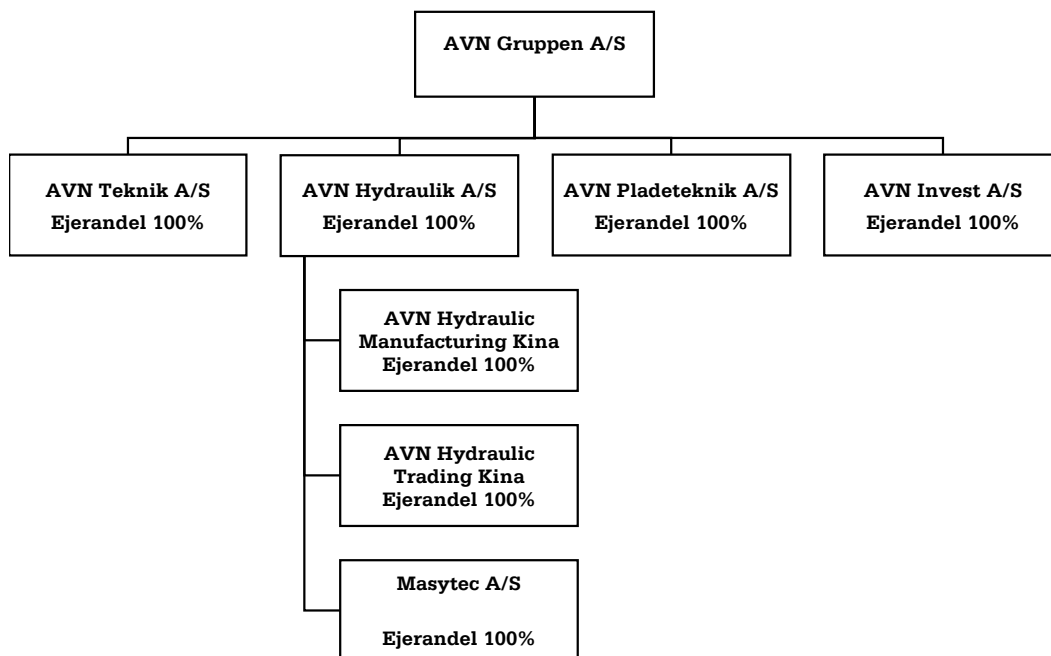 AVN Gruppen A/S
AVN Teknik A/S
Ejerandel 100%
AVN Hydraulik A/S
Ejerandel 100%
AVN Pladeteknik A/S
Ejerandel 100%
AVN Invest A/S
Ejerandel 100%
AVN Hydraulic
Manufacturing Kina
Ejerandel 100%
AVN Hydraulic
Trading Kina
Ejerandel 100%
Masytec A/S
Ejerandel 100%